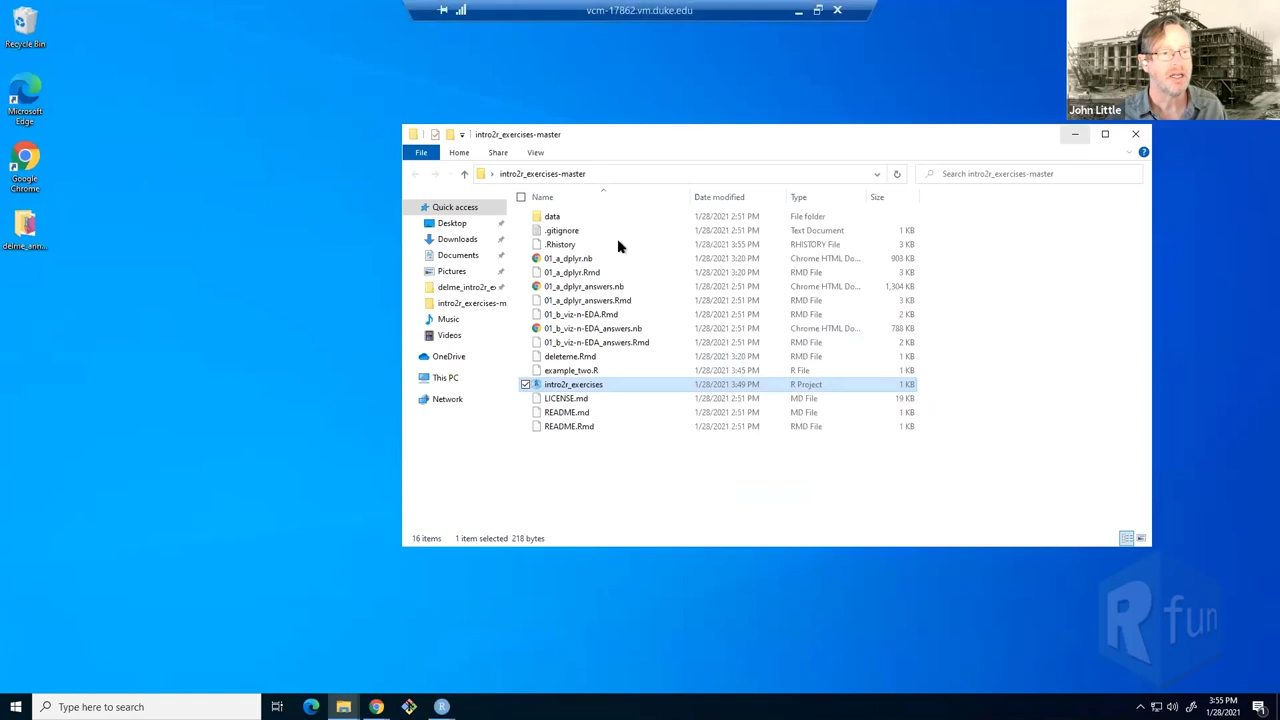 vcm-17862.vm.duke.edu
Recycle Bin
Microsoft
Edge
Google
Chrome
delme_ann...
John Little
intro2r_exercises-master
File
Home
Share
View
intro2r_exercises-master
Search intro2r_exercises-master
Quick access
Desktop
Downloads
Documents
Pictures
delme_intro2r_ex
intro2r_exercises-m
Music
Videos
OneDrive
This PC
Network
Name Date modified Type Size
data 1/28/2021 2:51 PM File folder
.gitignore 1/28/2021 2:51 PM Text Document 1 KB
.Rhistory 1/28/2021 3:55 PM RHISTORY File 3 KB
01_a_dplyr.nb 1/28/2021 3:20 PM Chrome HTML Do... 903 KB
01_a_dplyr.Rmd 1/28/2021 3:20 PM RMD File 3 KB
01_a_dplyr_answers.nb 1/28/2021 2:51 PM Chrome HTML Do... 1,304 KB
01_a_dplyr_answers.Rmd 1/28/2021 2:51 PM RMD File 3 KB
01_b_viz-n-EDA.Rmd 1/28/2021 2:51 PM RMD File 2 KB
01_b_viz-n-EDA_answers.nb 1/28/2021 2:51 PM Chrome HTML Do... 788 KB
01_b_viz-n-EDA_answers.Rmd 1/28/2021 2:51 PM RMD File 2 KB
deleteme.Rmd 1/28/2021 3:20 PM RMD File 1 KB
example_two.R 1/28/2021 3:45 PM R File 1 KB
intro2r_exercises 1/28/2021 3:49 PM R Project 1 KB
LICENSE.md 1/28/2021 2:51 PM MD File 19 KB
README.md 1/28/2021 2:51 PM MD File 1 KB
README.Rmd 1/28/2021 2:51 PM RMD File 1 KB
16 items 1 item selected 218 bytes
R fun
Type here to search
3:55 PM
1/28/2021